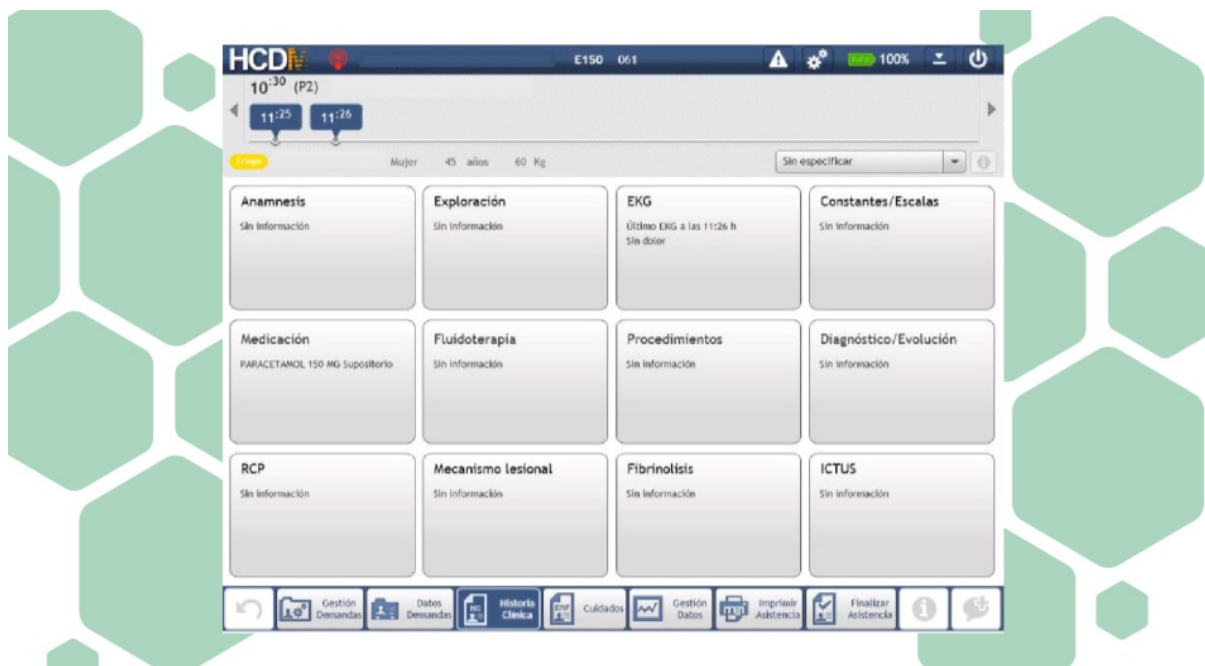 HCDM E150 061 100%
10:30 (P2)
11:25 11:26
Triage Mujer 45 años 60 Kg Sin especificar
Anamnesis
Sin información
Exploración
Sin información
EKG
Último EKG a las 11:26 h
Sin dolor
Constantes/Escalas
Sin información
Medicación
PARACETAMOL 150 MG Supositorio
Fluidoterapia
Sin información
Procedimientos
Sin información
Diagnóstico/Evolución
Sin información
RCP
Sin información
Mecanismo lesional
Sin información
Fibrinolisis
Sin información
ICTUS
Sin información
Gestión
Demandas
Datos
Demandas
HC
Historia
Clínica
ENF
Cuidados
Gestión
Datos
Imprimir
Asistencia
Finalizar
Asistencia